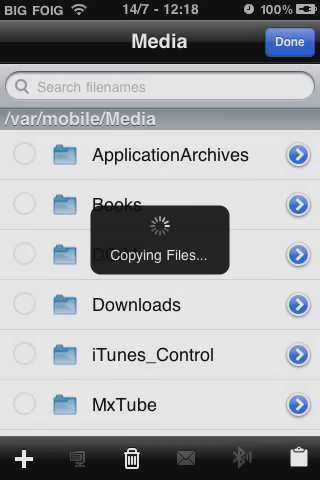 BIG FOIG 14/7 - 12:18 100%
Media
Done
Search filenames
/var/mobile/Media
ApplicationArchives
Books
Copying Files...
Downloads
iTunes_Control
MxTube